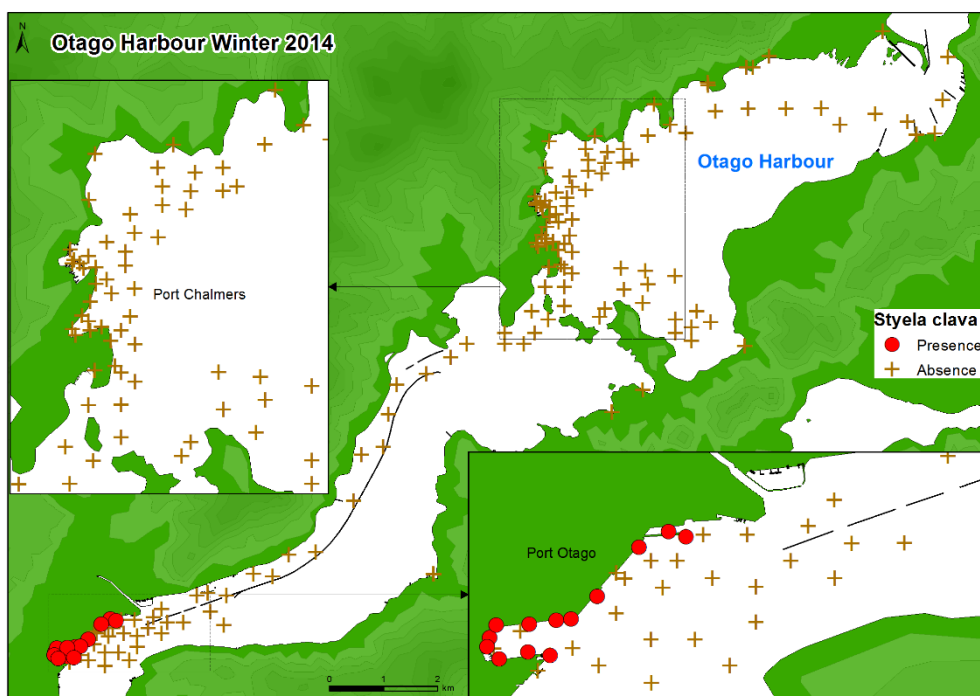 N
Otago Harbour Winter 2014
Otago Harbour
Port Chalmers
Styela clava
Presence
Absence
Port Otago
0 1 2
km